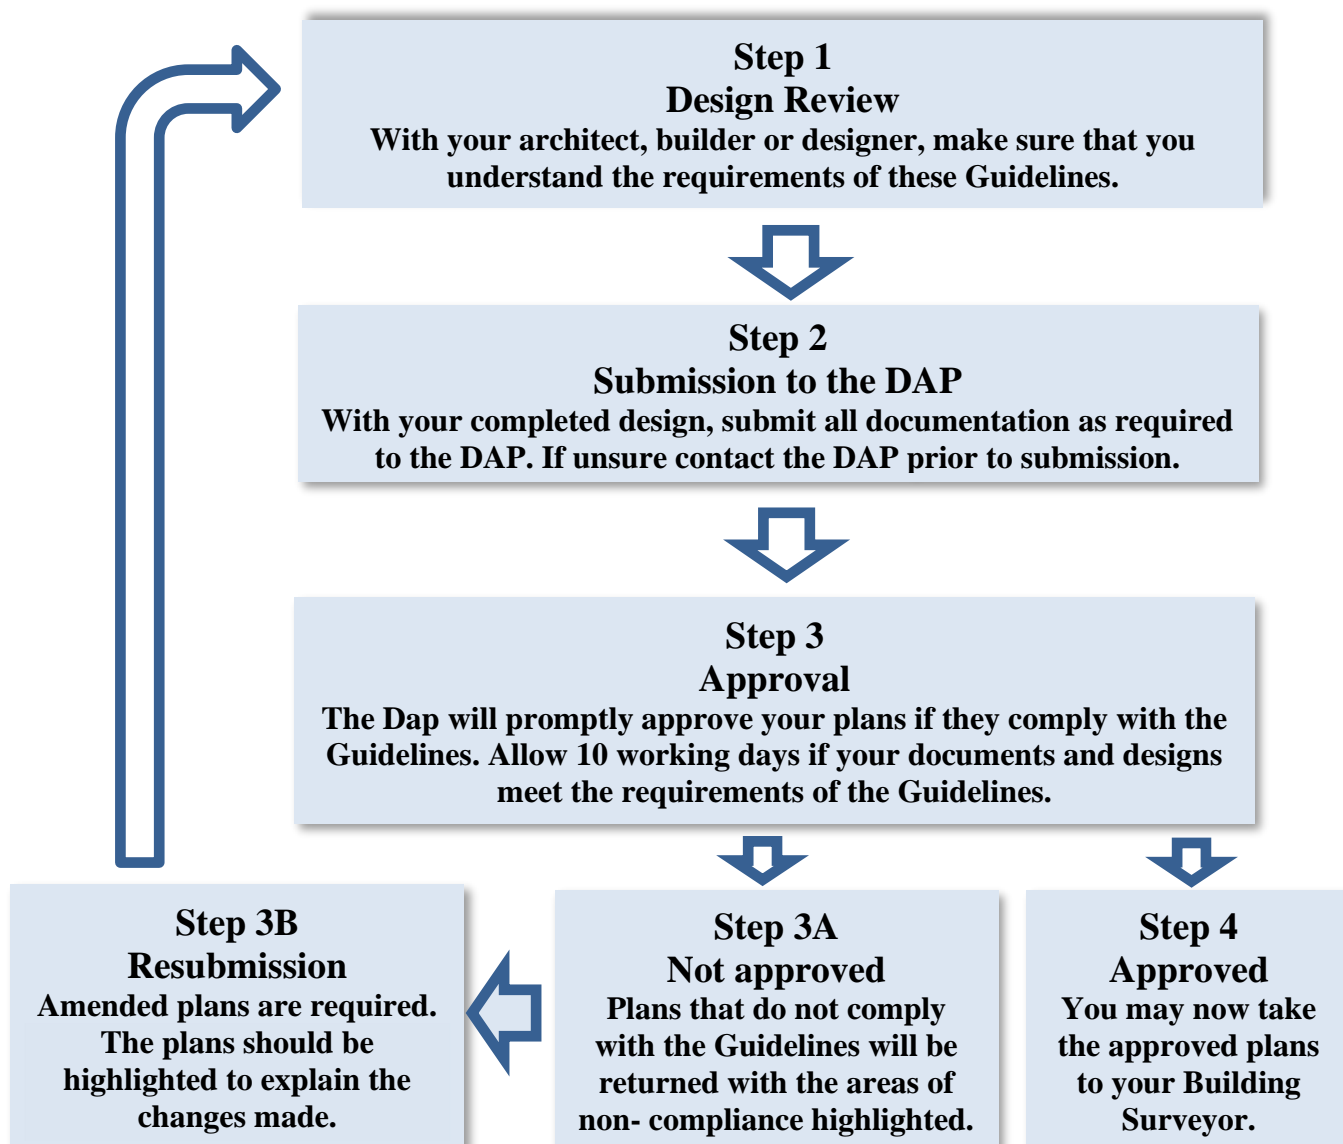 Step 1
Design Review
With your architect, builder or designer, make sure that you
understand the requirements of these Guidelines.
Step 2
Submission to the DAP
With your completed design, submit all documentation as required
to the DAP. If unsure contact the DAP prior to submission.
Step 3
Approval
The Dap will promptly approve your plans if they comply with the
Guidelines. Allow 10 working days if your documents and designs
meet the requirements of the Guidelines.
Step 3B
Resubmission
Amended plans are required.
The plans should be
highlighted to explain the
changes made.
Step 3A
Not approved
Plans that do not comply
with the Guidelines will be
returned with the areas of
non- compliance highlighted.
Step 4
Approved
You may now take
the approved plans
to your Building
Surveyor.